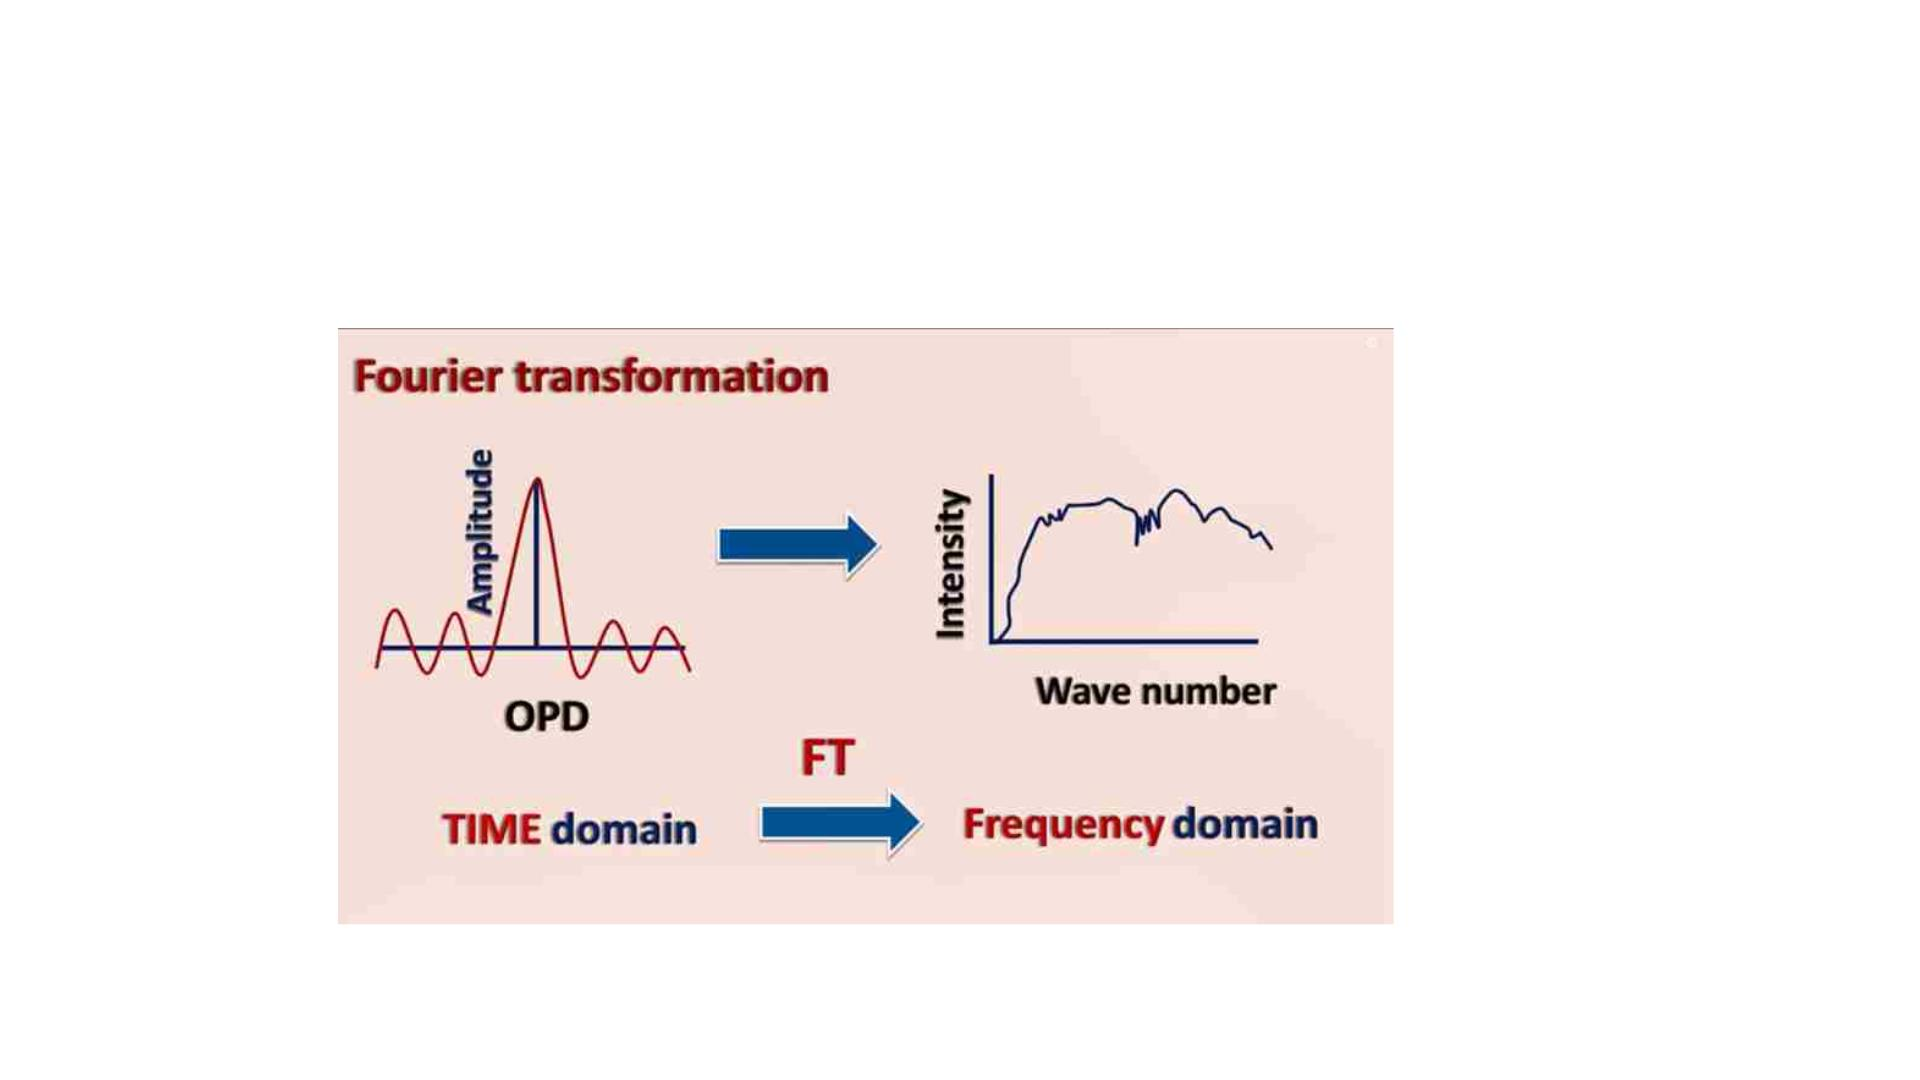 Fourier transformation
Amplitude
OPD
Intensity
Wave number
FT
TIME domain
Frequency domain